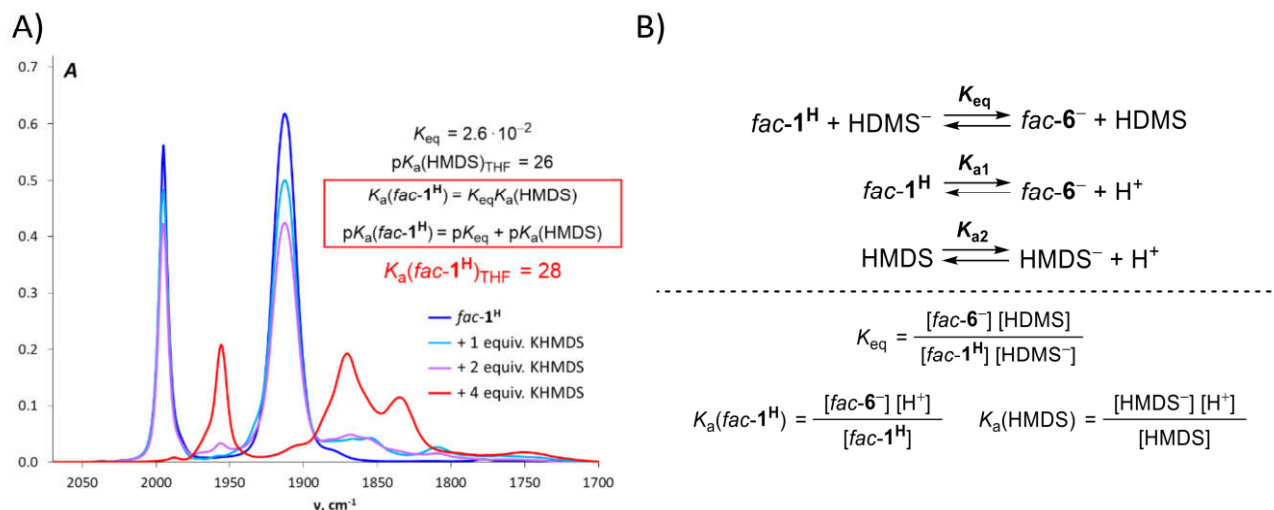 A)
B)
A
0.7
0.6
0.5
0.4
0.3
0.2
0.1
0.0
2050 2000 1950 1900 1850 1800 1750 1700
ν, cm⁻¹
K_eq = 2.6 · 10⁻²
pK_a(HMDS)_THF = 26
K_a(fac-1^H) = K_eqK_a(HMDS)
pK_a(fac-1^H) = pK_eq + pK_a(HMDS)
K_a(fac-1^H)_THF = 28
fac-1^H
+ 1 equiv. KHMDS
+ 2 equiv. KHMDS
+ 4 equiv. KHMDS
K_eq
fac-1^H + HDMS⁻ ⇌ fac-6⁻ + HDMS
K_a1
fac-1^H ⇌ fac-6⁻ + H⁺
K_a2
HMDS ⇌ HMDS⁻ + H⁺
K_eq = [fac-6⁻] [HDMS] / [fac-1^H] [HDMS⁻]
K_a(fac-1^H) = [fac-6⁻] [H⁺] / [fac-1^H]
K_a(HMDS) = [HMDS⁻] [H⁺] / [HMDS]